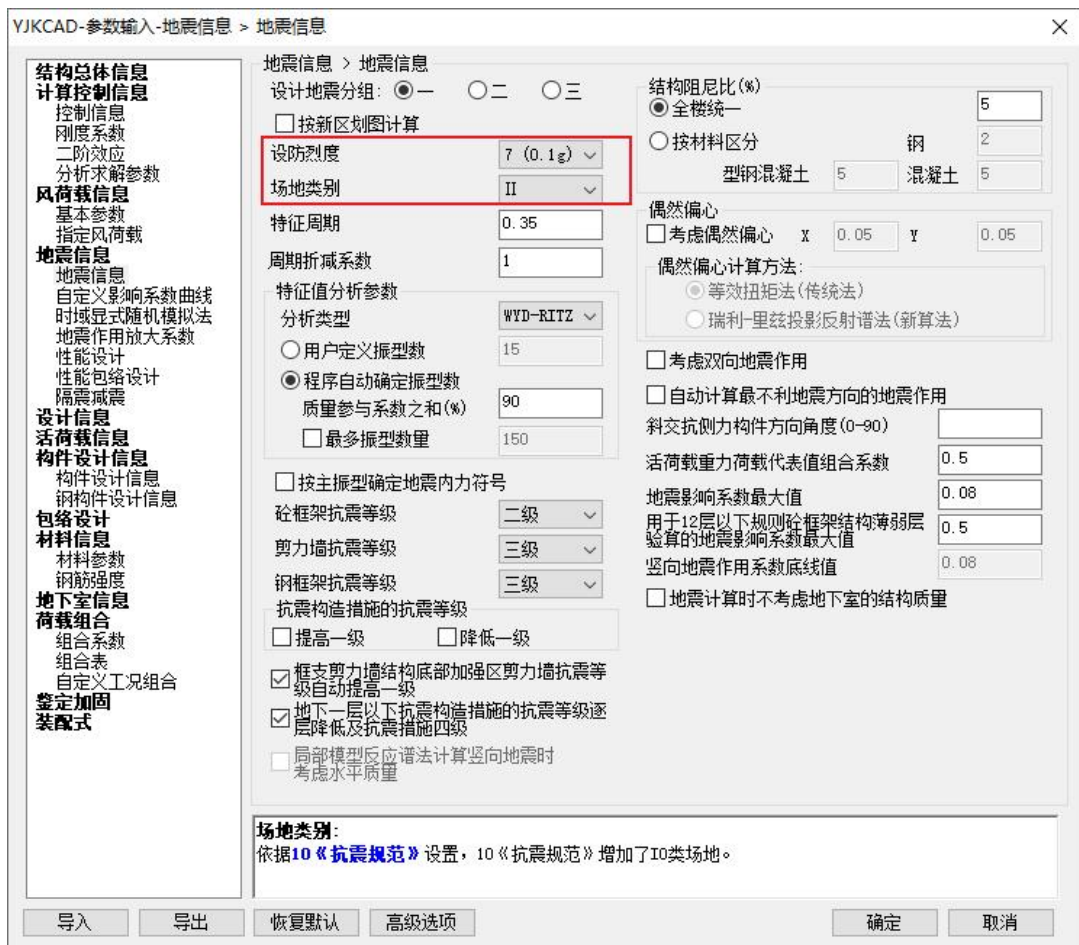 YJKCAD-参数输入-地震信息 > 地震信息
结构总体信息
计算控制信息
控制信息
刚度系数
二阶效应
分析求解参数
风荷载信息
基本参数
指定风荷载
地震信息
地震信息
自定义影响系数曲线
时域显式随机模拟法
地震作用放大系数
性能设计
性能包络设计
隔震减震
设计信息
活荷载信息
构件设计信息
构件设计信息
钢构件设计信息
包络设计
材料信息
材料参数
钢筋强度
地下室信息
荷载组合
组合系数
组合表
自定义工况组合
鉴定加固
装配式
地震信息 > 地震信息
设计地震分组: 一 二 三
按新区划图计算
设防烈度 7 (0.1g)
场地类别 II
特征周期 0.35
周期折减系数 1
特征值分析参数
分析类型 WYD-RITZ
用户定义振型数 15
程序自动确定振型数
质量参与系数之和(%) 90
最多振型数量 150
按主振型确定地震内力符号
砼框架抗震等级 二级
剪力墙抗震等级 三级
钢框架抗震等级 三级
抗震构造措施的抗震等级
提高一级 降低一级
框支剪力墙结构底部加强区剪力墙抗震等
级自动提高一级
地下一层以下抗震构造措施的抗震等级逐
层降低及抗震措施四级
局部模型反应谱法计算竖向地震时
考虑水平质量
结构阻尼比(%)
全楼统一 5
按材料区分 钢 2
型钢混凝土 5 混凝土 5
偶然偏心
考虑偶然偏心 X 0.05 Y 0.05
偶然偏心计算方法:
等效扭矩法(传统法)
瑞利-里兹投影反射谱法(新算法)
考虑双向地震作用
自动计算最不利地震方向的地震作用
斜交抗侧力构件方向角度(0-90)
活荷载重力荷载代表值组合系数 0.5
地震影响系数最大值 0.08
用于12层以下规则砼框架结构薄弱层
验算的地震影响系数最大值 0.5
竖向地震作用系数底线值 0.08
地震计算时不考虑地下室的结构质量
场地类别:
依据10《抗震规范》设置，10《抗震规范》增加了I0类场地。
导入 导出 恢复默认 高级选项 确定 取消